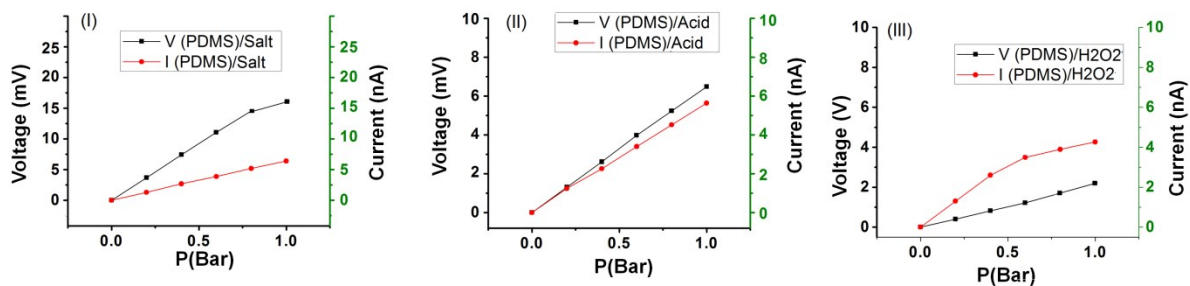 (I)
V (PDMS)/Salt
I (PDMS)/Salt
Voltage (mV)
30
25
20
15
10
5
0
Current (nA)
25
20
15
10
5
0
0.0 0.5 1.0
P(Bar)
(II)
V (PDMS)/Acid
I (PDMS)/Acid
Voltage (mV)
10
8
6
4
2
0
Current (nA)
10
8
6
4
2
0
0.0 0.5 1.0
P(Bar)
(III)
V (PDMS)/H2O2
I (PDMS)/H2O2
Voltage (V)
10
8
6
4
2
0
Current (nA)
10
8
6
4
2
0
0.0 0.5 1.0
P(Bar)